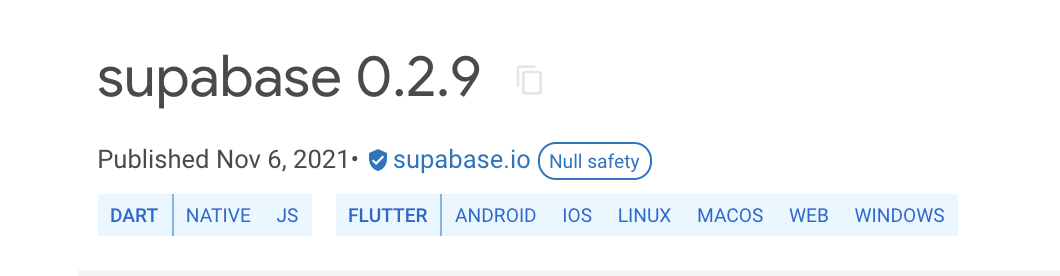 supabase 0.2.9
Published Nov 6, 2021• supabase.io Null safety
DART NATIVE JS FLUTTER ANDROID IOS LINUX MACOS WEB WINDOWS